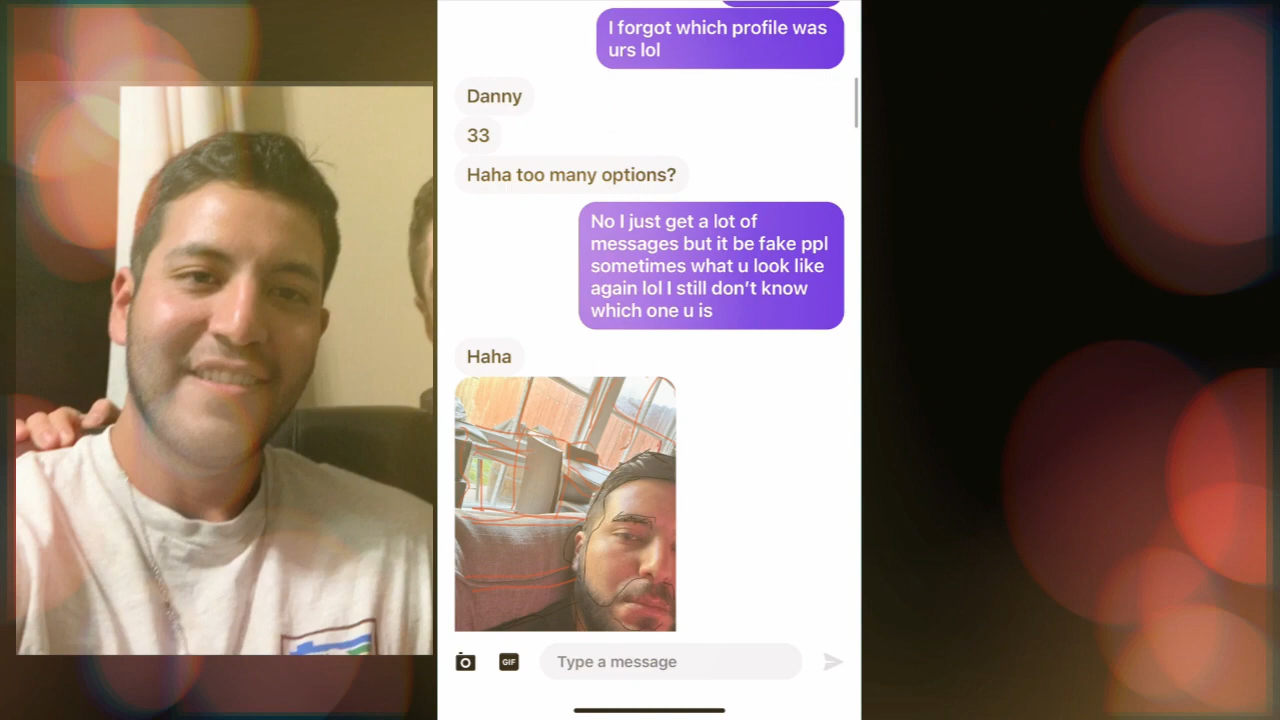 I forgot which profile was
urs lol
Danny
33
Haha too many options?
No I just get a lot of
messages but it be fake ppl
sometimes what u look like
again lol I still don’t know
which one u is
Haha
GIF
Type a message